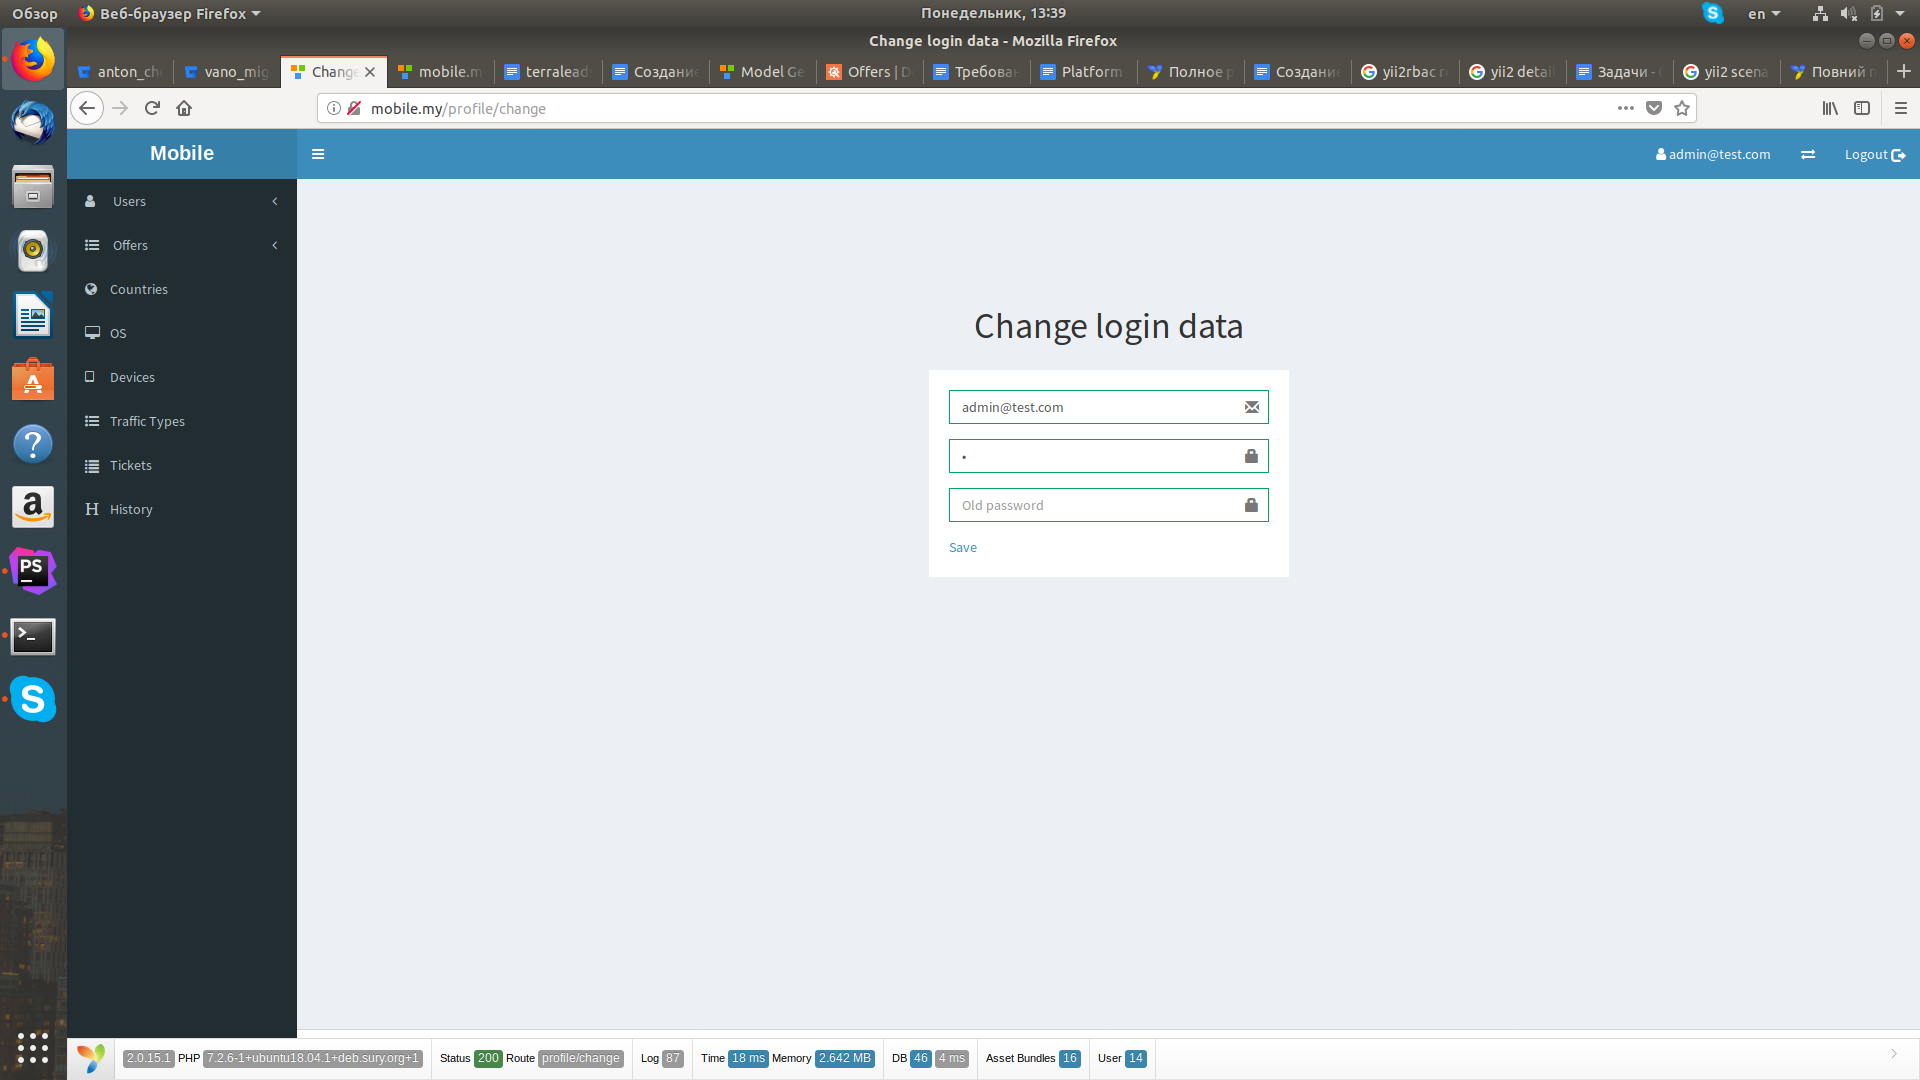 Обзор Веб-браузер Firefox Понедельник, 13:39 en
Change login data - Mozilla Firefox
anton_ch vano_mig Change mobile.m terralead Создание Model Ge Offers | D Требован Platform Полное р Создание yii2rbac r yii2 detai Задачи - yii2 scena Повний п
mobile.my/profile/change
Mobile admin@test.com Logout
Users
Offers
Countries
OS
Devices
Traffic Types
Tickets
H History
Change login data
admin@test.com
•
Old password
Save
2.0.15.1 PHP 7.2.6-1+ubuntu18.04.1+deb.sury.org+1 Status 200 Route profile/change Log 87 Time 18 ms Memory 2.642 MB DB 46 4 ms Asset Bundles 16 User 14